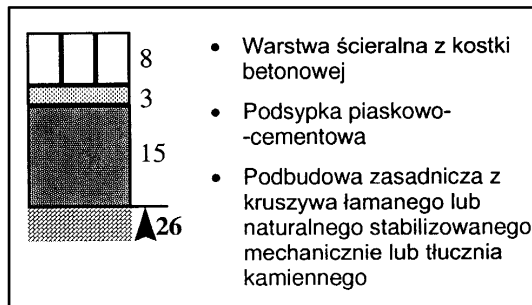 8
3
15
26
• Warstwa ścieralna z kostki
betonowej
• Podsypka piaskowo-
-cementowa
• Podbudowa zasadnicza z
kruszywa łamanego lub
naturalnego stabilizowanego
mechanicznie lub tłucznia
kamiennego